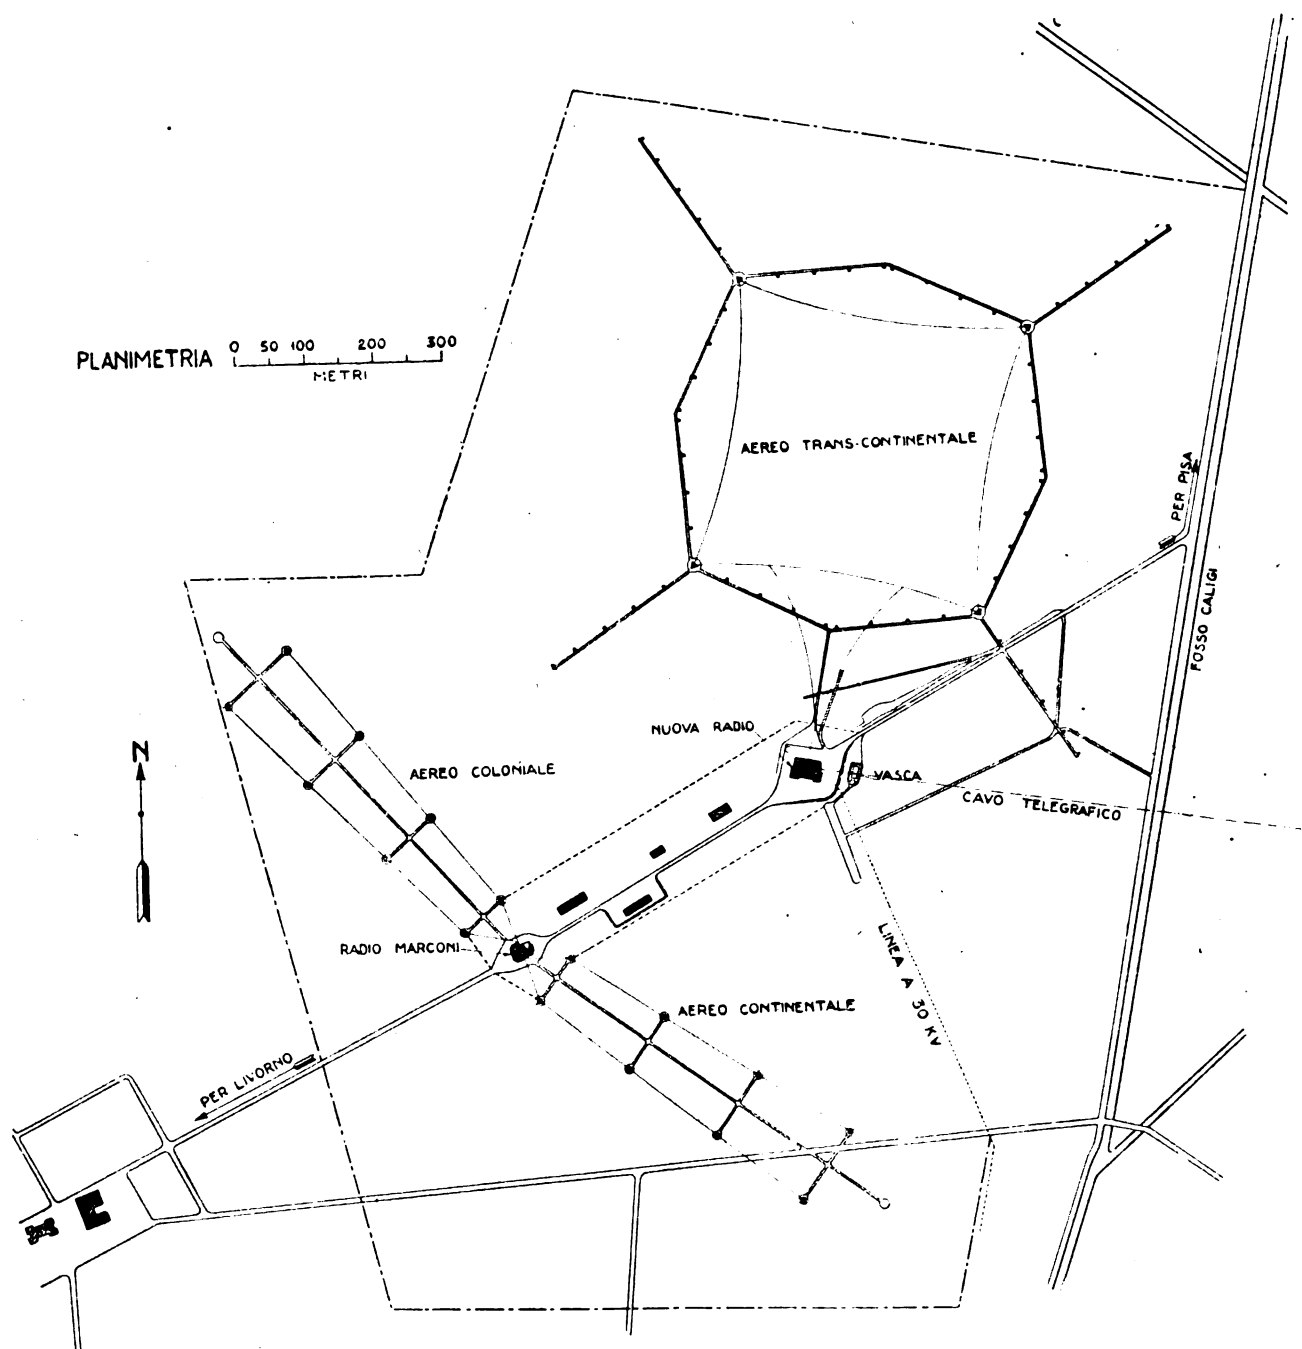 PLANIMETRIA 0 50 100 200 300
METRI
AEREO TRANS-CONTINENTALE
PER PISA
FOSSO CALIGI
N
NUOVA RADIO
AEREO COLONIALE
VASCA
CAVO TELEGRAFICO
RADIO MARCONI
LINEA A 30 KV
AEREO CONTINENTALE
PER LIVORNO